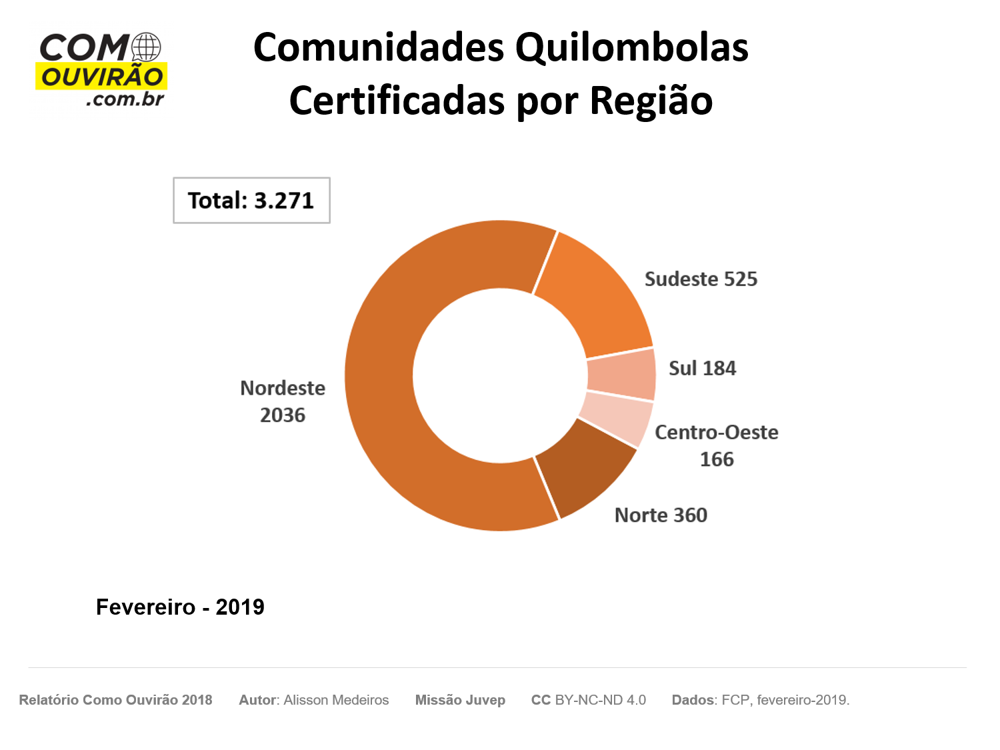 COMO
OUVIRÃO
.com.br
Comunidades Quilombolas
Certificadas por Região
Total: 3.271
Sudeste 525
Sul 184
Nordeste
2036
Centro-Oeste
166
Norte 360
Fevereiro - 2019
Relatório Como Ouvirão 2018 Autor: Alisson Medeiros Missão Juvep CC BY-NC-ND 4.0 Dados: FCP, fevereiro-2019.